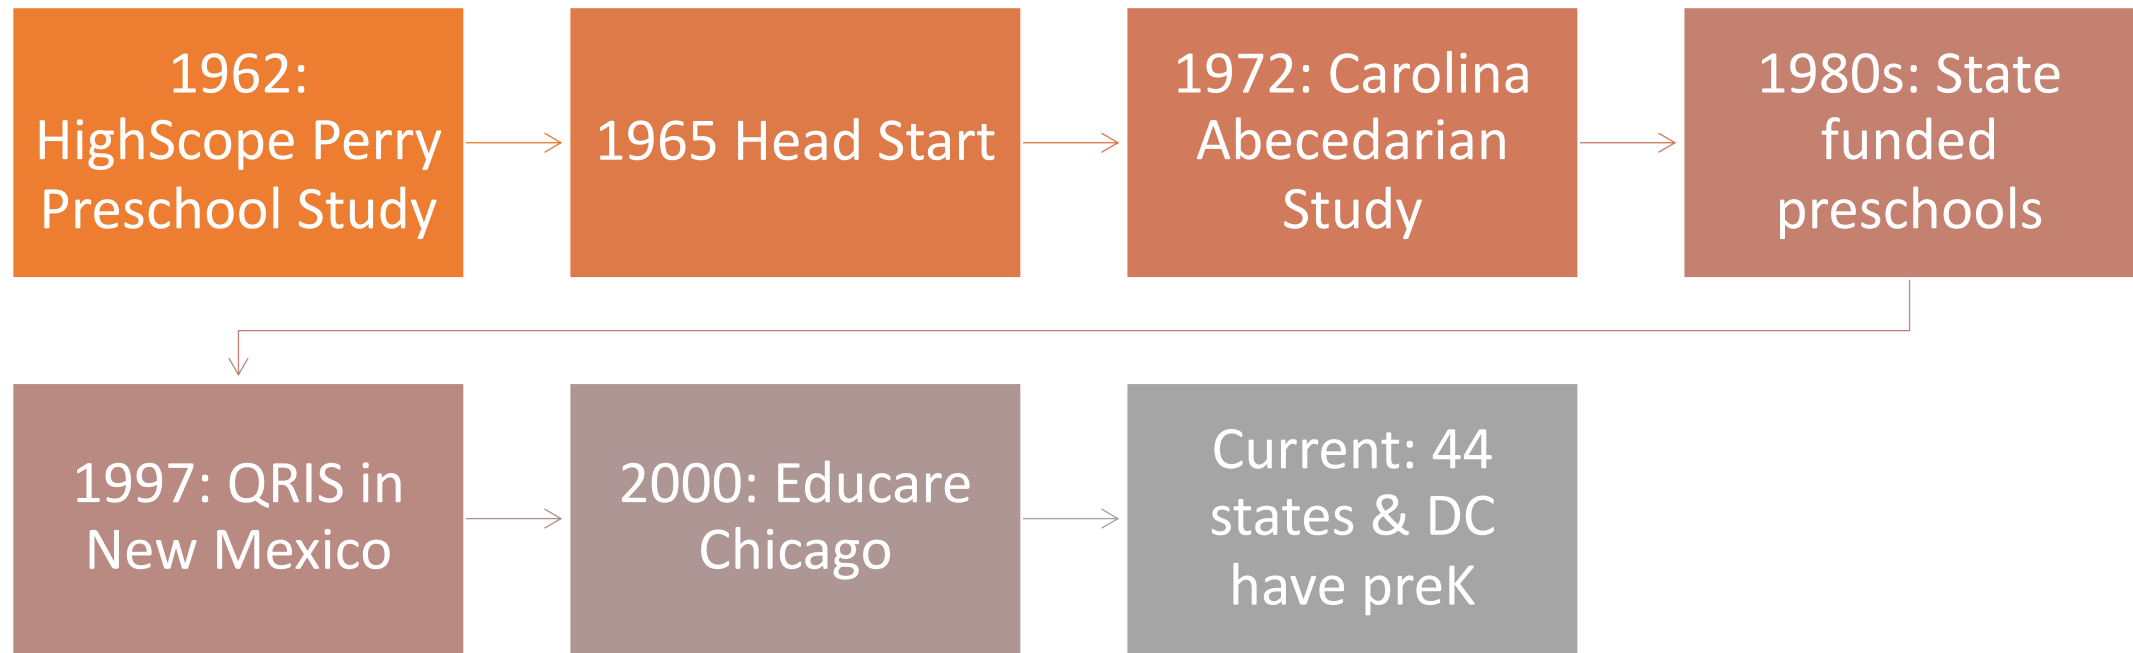 1962:
HighScope Perry
Preschool Study
1965 Head Start
1972: Carolina
Abecedarian
Study
1980s: State
funded
preschools
1997: QRIS in
New Mexico
2000: Educare
Chicago
Current: 44
states & DC
have preK